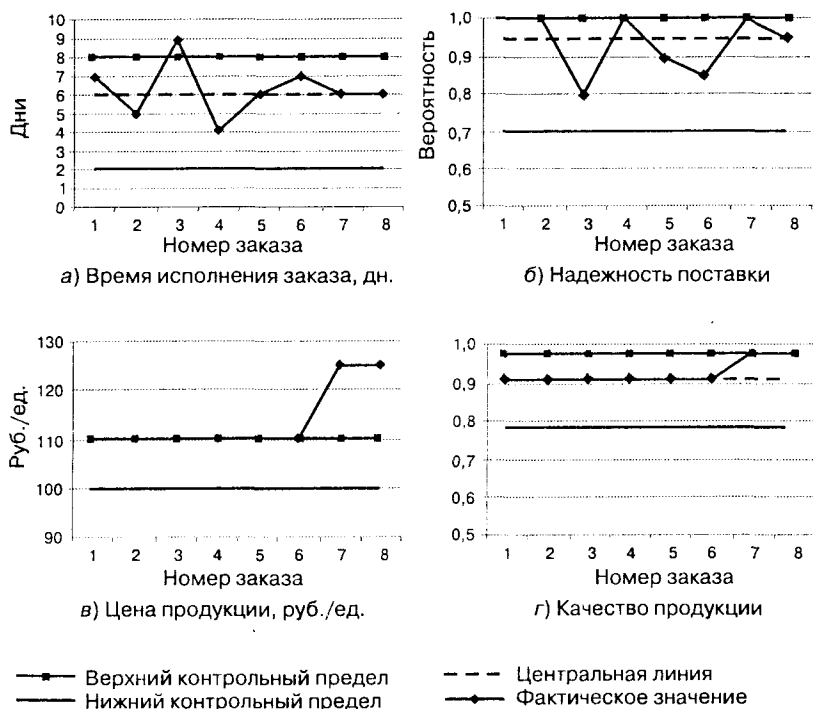 10
9
8
7
6
5
4
3
2
1
0
Дни
1 2 3 4 5 6 7 8
Номер заказа
а) Время исполнения заказа, дн.
1,0
0,9
0,8
0,7
0,6
0,5
Вероятность
1 2 3 4 5 6 7 8
Номер заказа
б) Надежность поставки
130
120
110
100
90
Руб./ед.
1 2 3 4 5 6 7 8
Номер заказа
в) Цена продукции, руб./ед.
1,0
0,9
0,8
0,7
0,6
0,5
1 2 3 4 5 6 7 8
Номер заказа
г) Качество продукции
Верхний контрольный предел
Нижний контрольный предел
Центральная линия
Фактическое значение